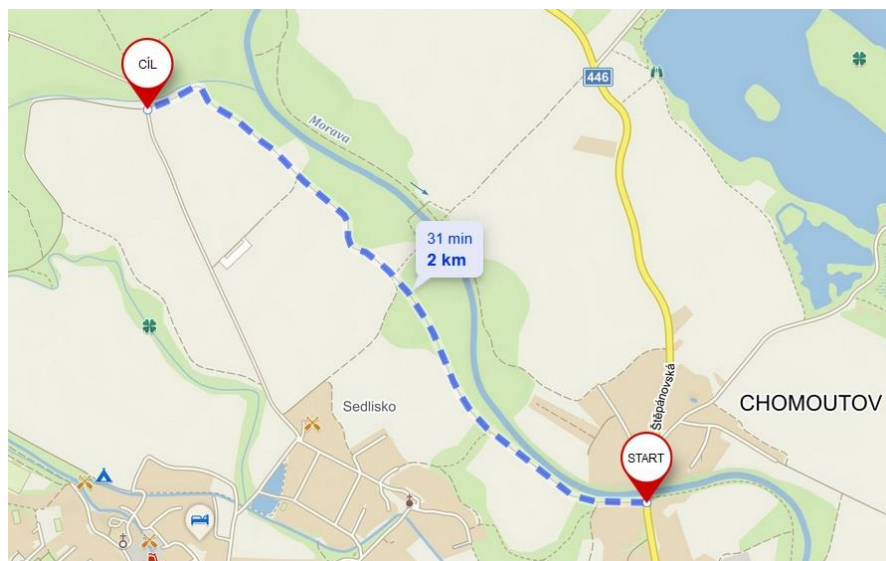 CÍL
446
Morava
31 min
2 km
Štěpánovská
Sedlisko
CHOMOUTOV
START